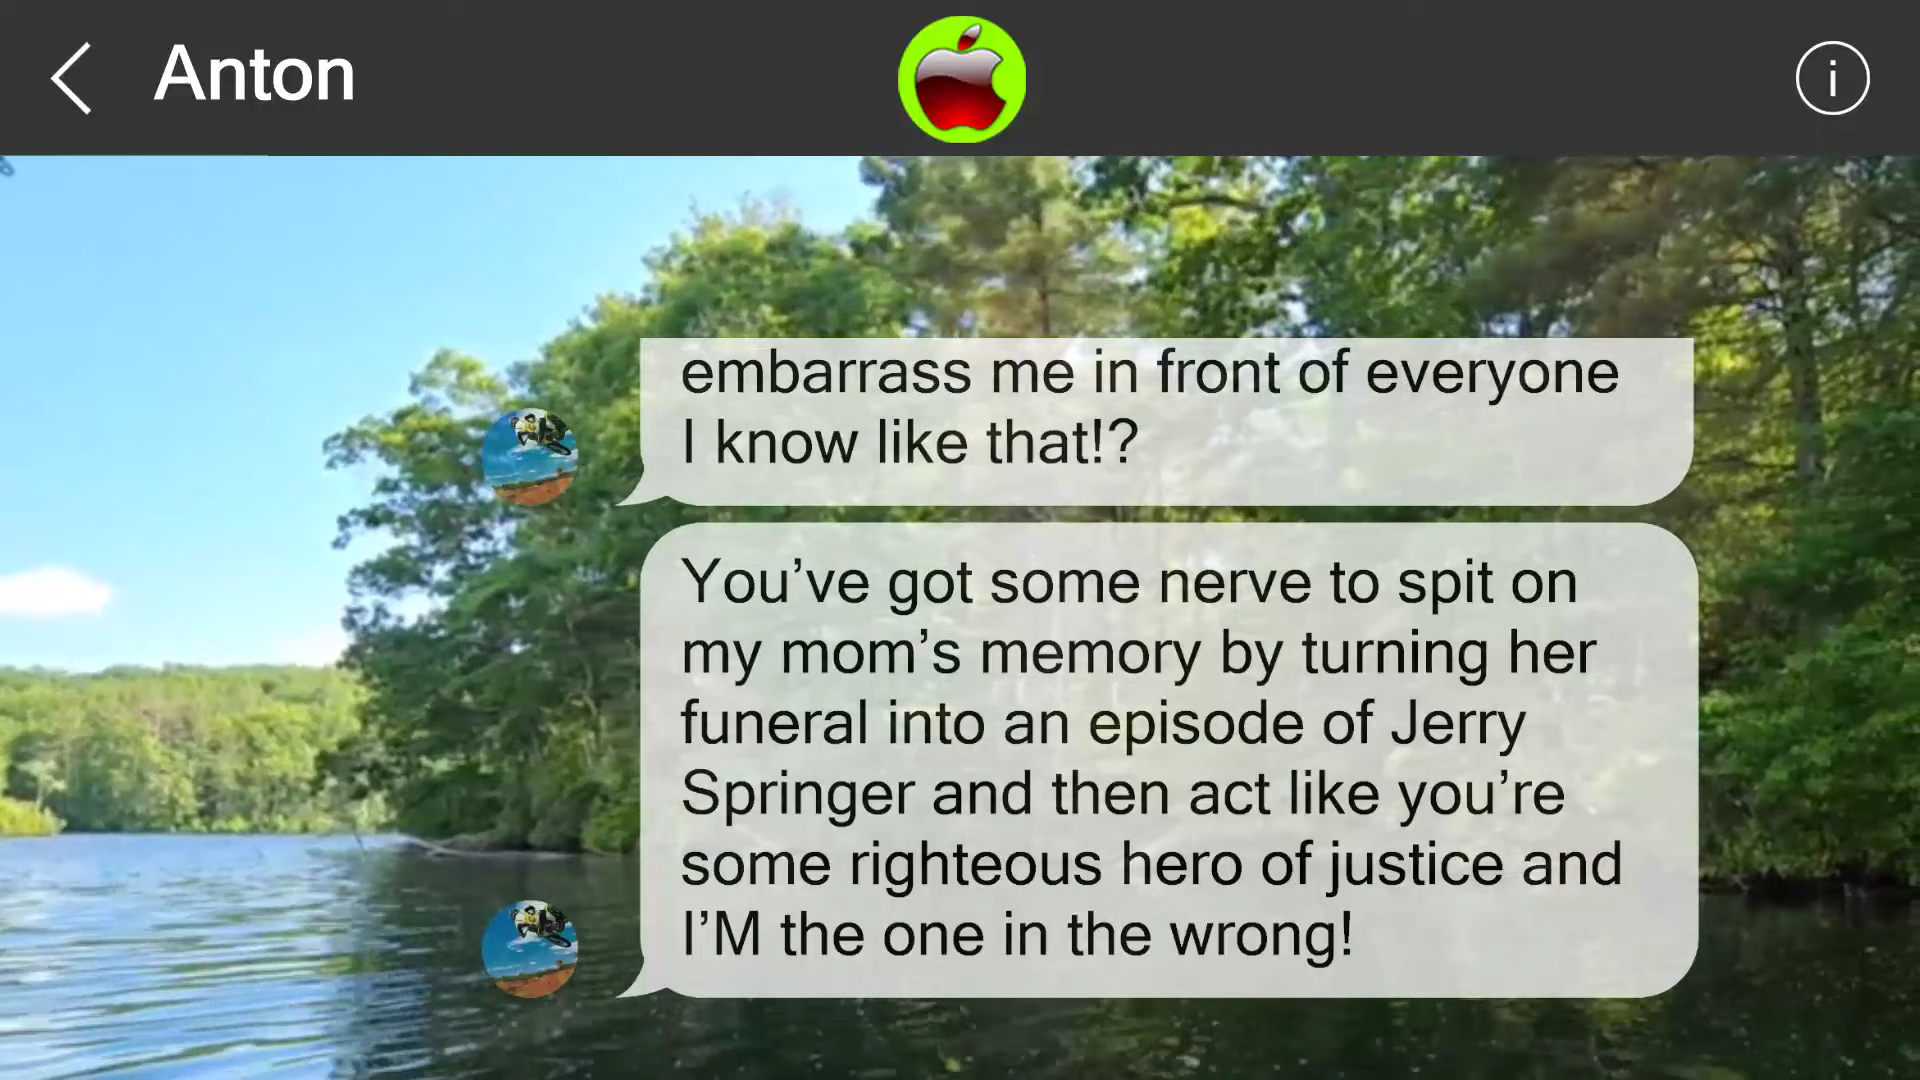 Anton
i
embarrass me in front of everyone
I know like that!?
You’ve got some nerve to spit on
my mom’s memory by turning her
funeral into an episode of Jerry
Springer and then act like you’re
some righteous hero of justice and
I’M the one in the wrong!